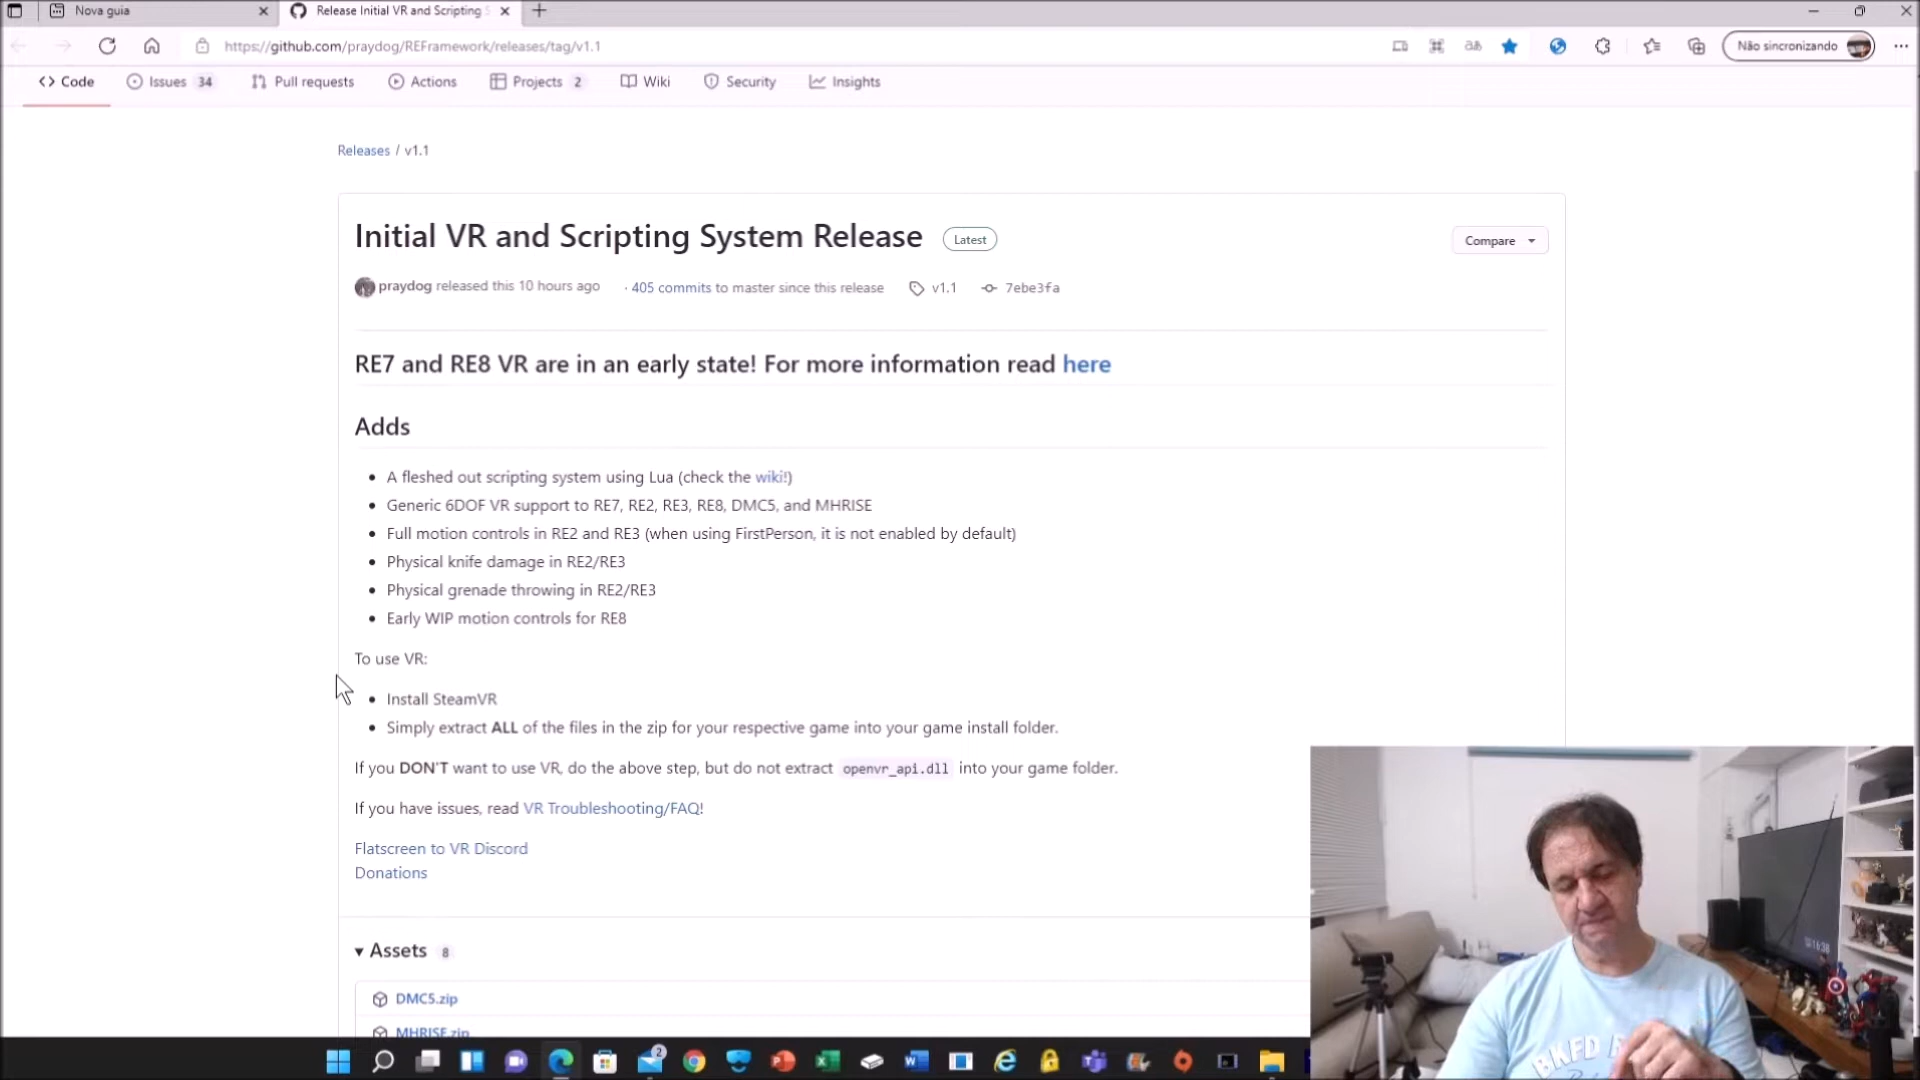 Nova guia
Release Initial VR and Scripting S
https://github.com/praydog/REFramework/releases/tag/v1.1
Não sincronizando
Code
Issues 34
Pull requests
Actions
Projects 2
Wiki
Security
Insights
Releases / v1.1
Initial VR and Scripting System Release
Latest
Compare
praydog released this 10 hours ago
· 405 commits to master since this release
v1.1
7ebe3fa
RE7 and RE8 VR are in an early state! For more information read here
Adds
• A fleshed out scripting system using Lua (check the wiki!)
• Generic 6DOF VR support to RE7, RE2, RE3, RE8, DMC5, and MHRISE
• Full motion controls in RE2 and RE3 (when using FirstPerson, it is not enabled by default)
• Physical knife damage in RE2/RE3
• Physical grenade throwing in RE2/RE3
• Early WIP motion controls for RE8
To use VR:
• Install SteamVR
• Simply extract ALL of the files in the zip for your respective game into your game install folder.
If you DON'T want to use VR, do the above step, but do not extract openvr_api.dll into your game folder.
If you have issues, read VR Troubleshooting/FAQ!
Flatscreen to VR Discord
Donations
Assets 8
DMC5.zip
MHRISE.zip
2
BKFD